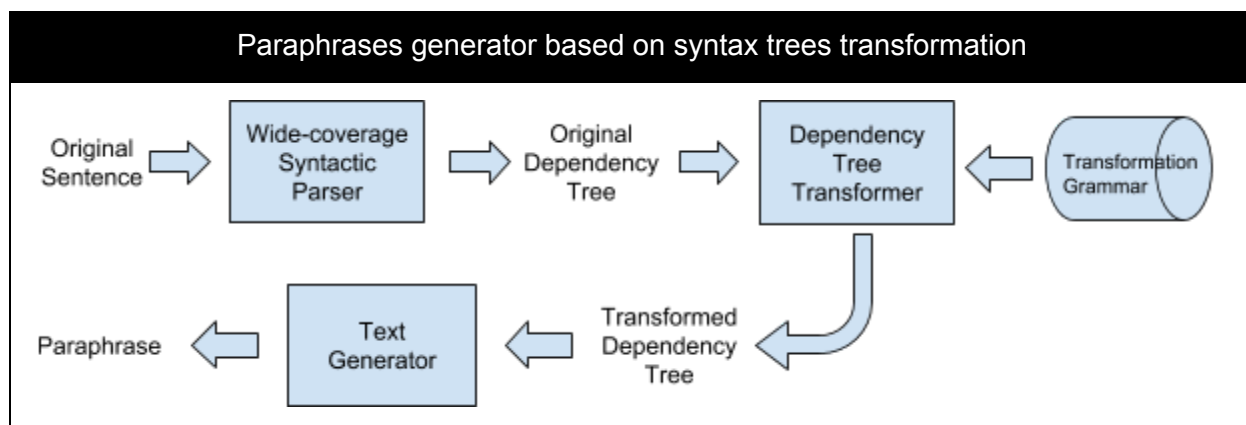 Paraphrases generator based on syntax trees transformation
Original
Sentence
Wide-coverage
Syntactic
Parser
Original
Dependency
Tree
Dependency
Tree
Transformer
Transformation
Grammar
Paraphrase
Text
Generator
Transformed
Dependency
Tree